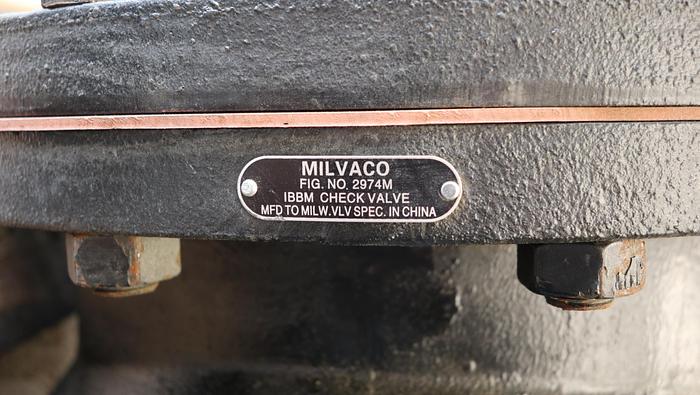 MILVACO
FIG. NO. 2974M
IBBM CHECK VALVE
MFD TO MILW. VLV SPEC. IN CHINA